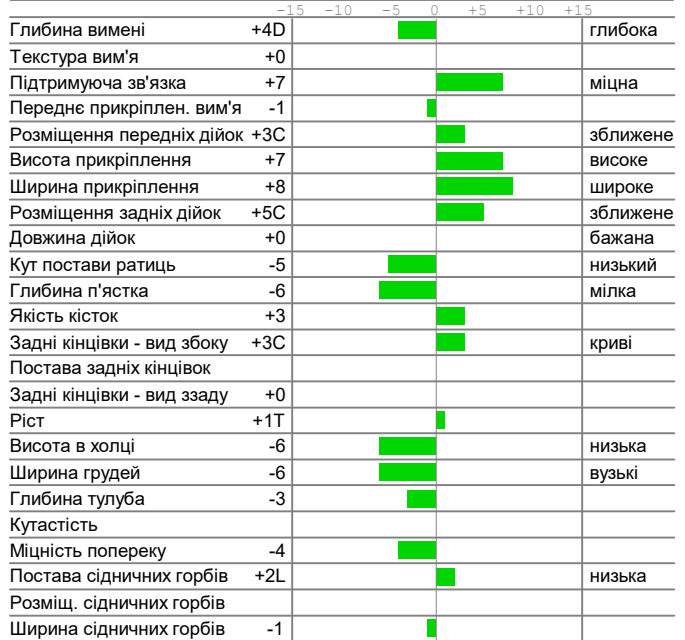 -15 -10 -5 0 +5 +10 +15
Глибина вимені +4D глибока
Текстура вим'я +0
Підтримуюча зв'язка +7 міцна
Переднє прикріплен. вим'я -1
Розміщення передніх дійок +3C зближене
Висота прикріплення +7 високе
Ширина прикріплення +8 широке
Розміщення задніх дійок +5C зближене
Довжина дійок +0 бажана
Кут постави ратиць -5 низький
Глибина п'ястка -6 мілка
Якість кісток +3
Задні кінцівки - вид збоку +3C криві
Постава задніх кінцівок
Задні кінцівки - вид ззаду +0
Ріст +1T
Висота в холці -6 низька
Ширина грудей -6 вузькі
Глибина тулуба -3
Кутастість
Міцність попереку -4
Постава сідничних горбів +2L низька
Розміщ. сідничних горбів
Ширина сідничних горбів -1